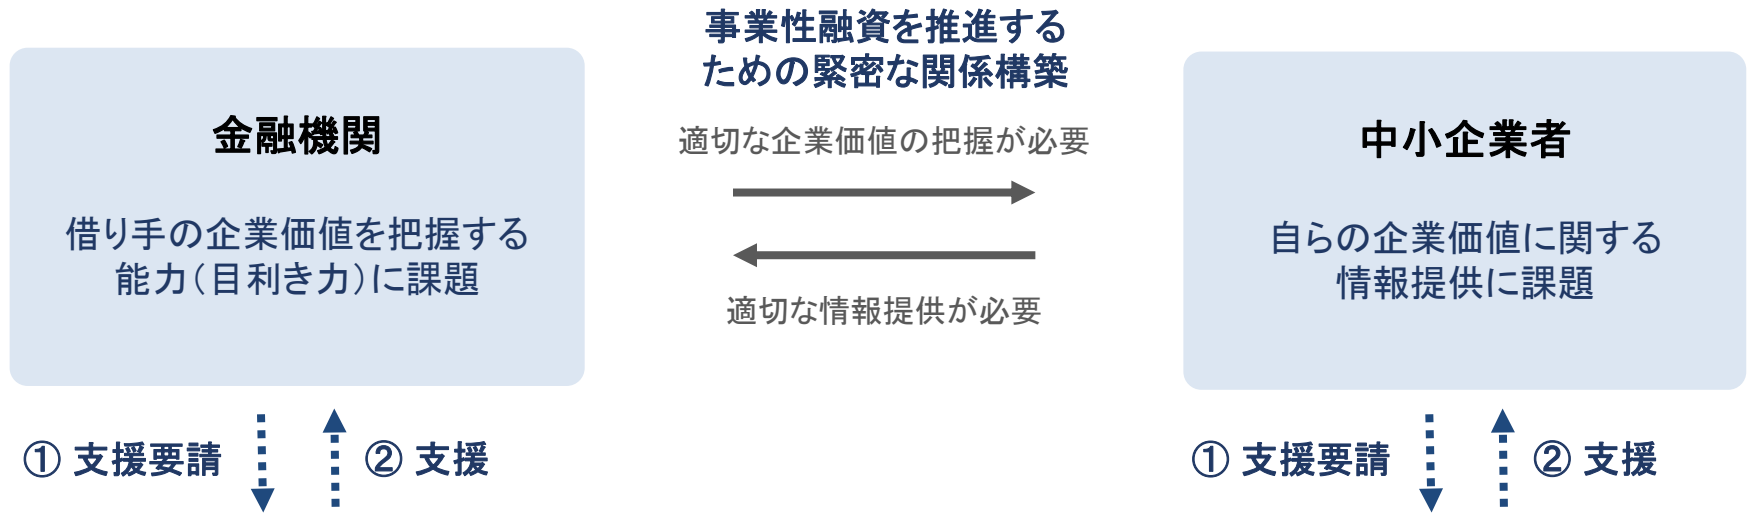 事業性融資を推進する
ための緊密な関係構築
金融機関
借り手の企業価値を把握する
能力（目利き力）に課題
適切な企業価値の把握が必要
適切な情報提供が必要
中小企業者
自らの企業価値に関する
情報提供に課題
① 支援要請
② 支援
① 支援要請
② 支援